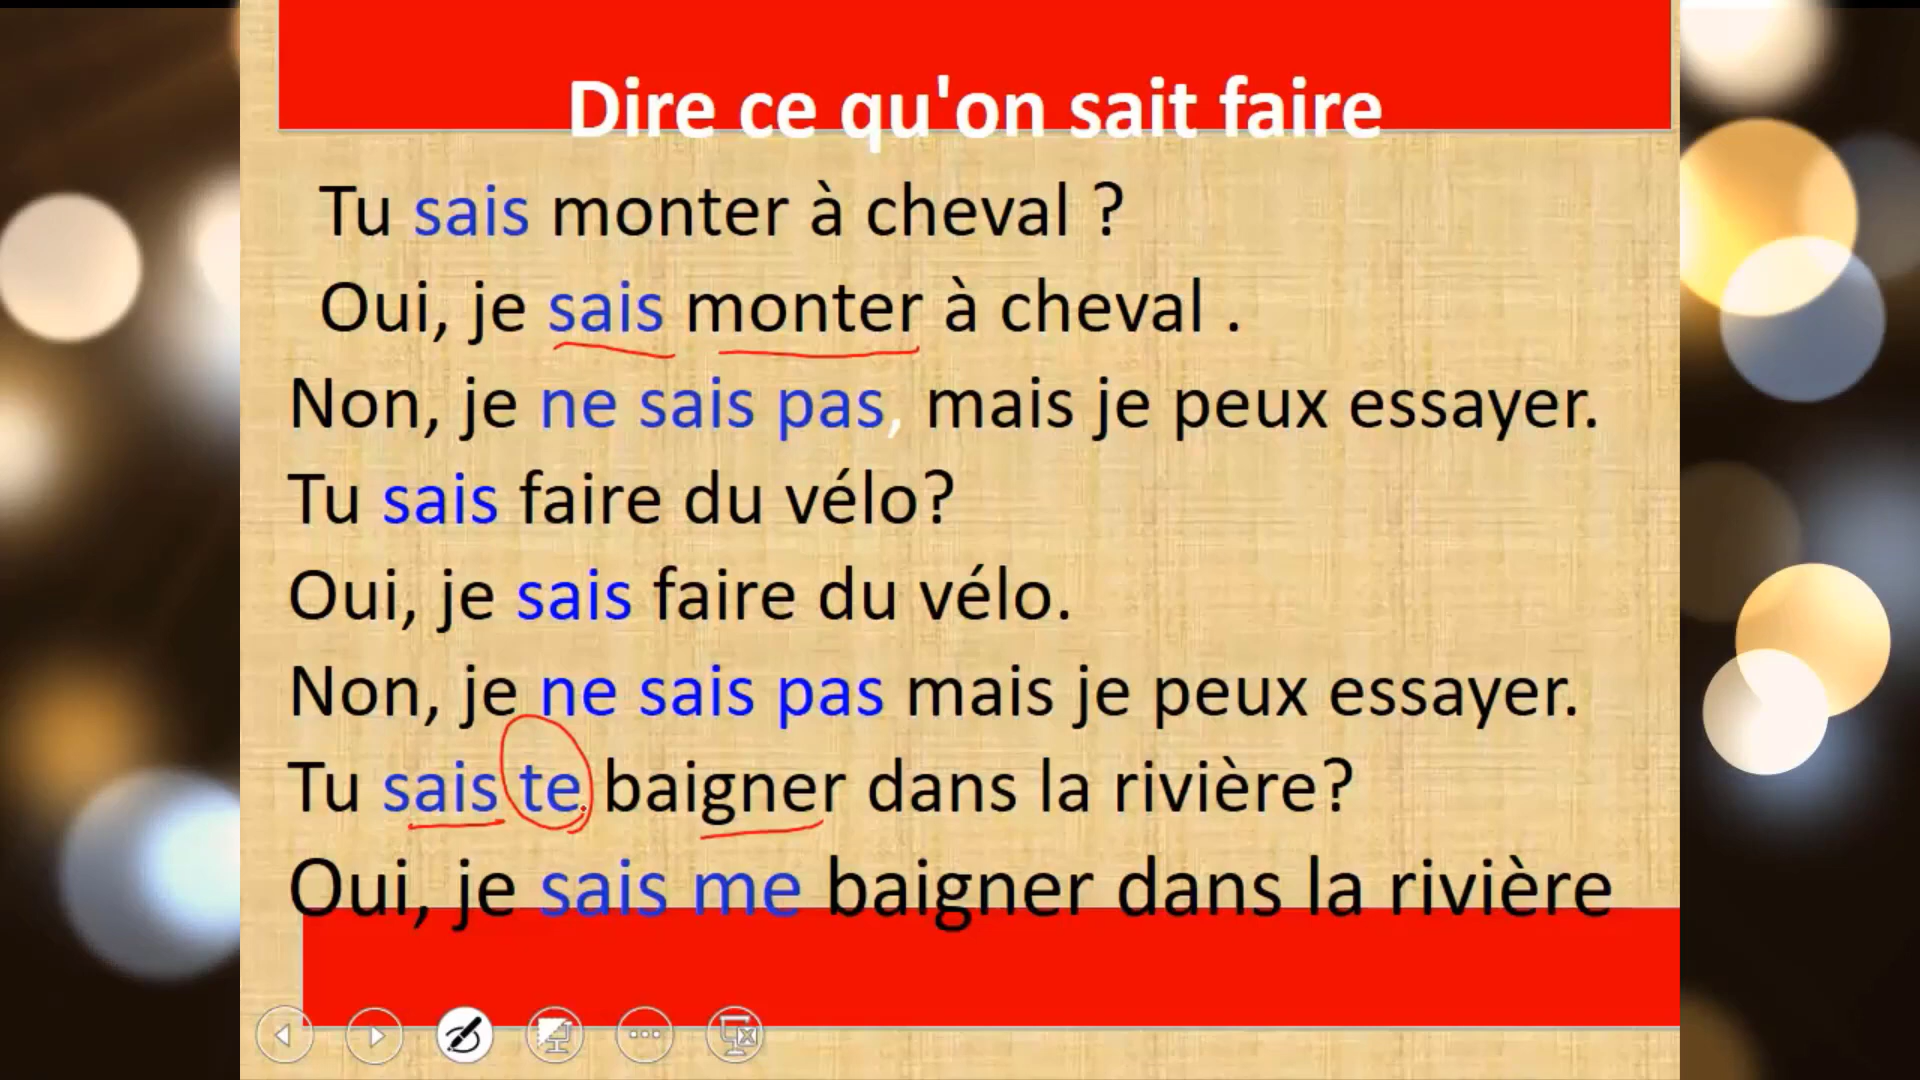 Dire ce qu'on sait faire
Tu sais monter à cheval ?
Oui, je sais monter à cheval .
Non, je ne sais pas, mais je peux essayer.
Tu sais faire du vélo?
Oui, je sais faire du vélo.
Non, je ne sais pas mais je peux essayer.
Tu sais te baigner dans la rivière?
Oui, je sais me baigner dans la rivière